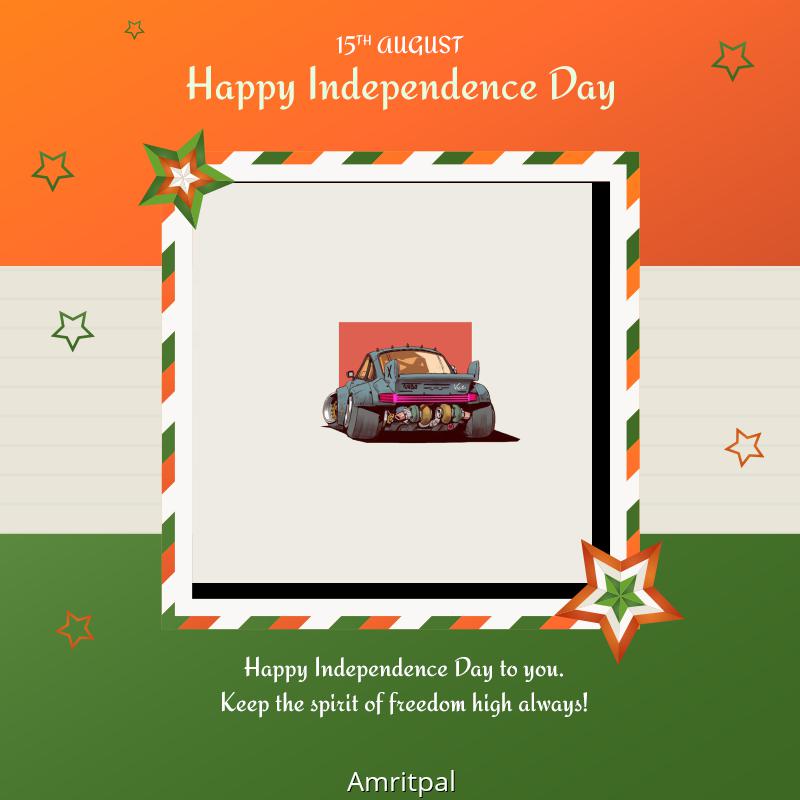 15TH AUGUST
Happy Independence Day
Happy Independence Day to you.
Keep the spirit of freedom high always!
Amritpal